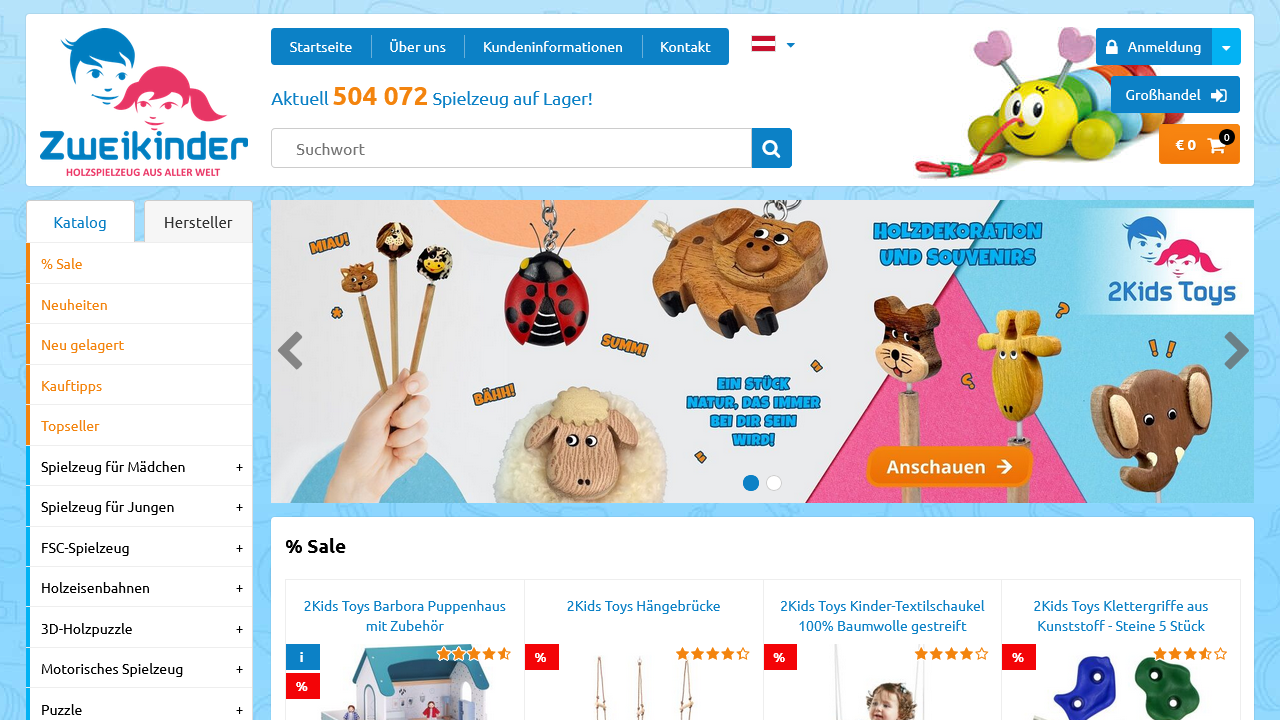 Zweikinder
HOLZSPIELZEUG AUS ALLER WELT
Startseite
Über uns
Kundeninformationen
Kontakt
Aktuell 504 072 Spielzeug auf Lager!
Suchwort
Anmeldung
Großhandel
€ 0
0
Katalog
Hersteller
% Sale
Neuheiten
Neu gelagert
Kauftipps
Topseller
Spielzeug für Mädchen +
Spielzeug für Jungen +
FSC-Spielzeug +
Holzeisenbahnen +
3D-Holzpuzzle +
Motorisches Spielzeug +
Puzzle +
MIAU!
SUMM!
BÄHH!
EIN STÜCK
NATUR, DAS IMMER
BEI DIR SEIN
WIRD!
HOLZDEKORATION
UND SOUVENIRS
2Kids Toys
Anschauen
% Sale
2Kids Toys Barbora Puppenhaus
mit Zubehör
i
%
2Kids Toys Hängebrücke
%
2Kids Toys Kinder-Textilschaukel
100% Baumwolle gestreift
%
2Kids Toys Klettergriffe aus
Kunststoff - Steine 5 Stück
%